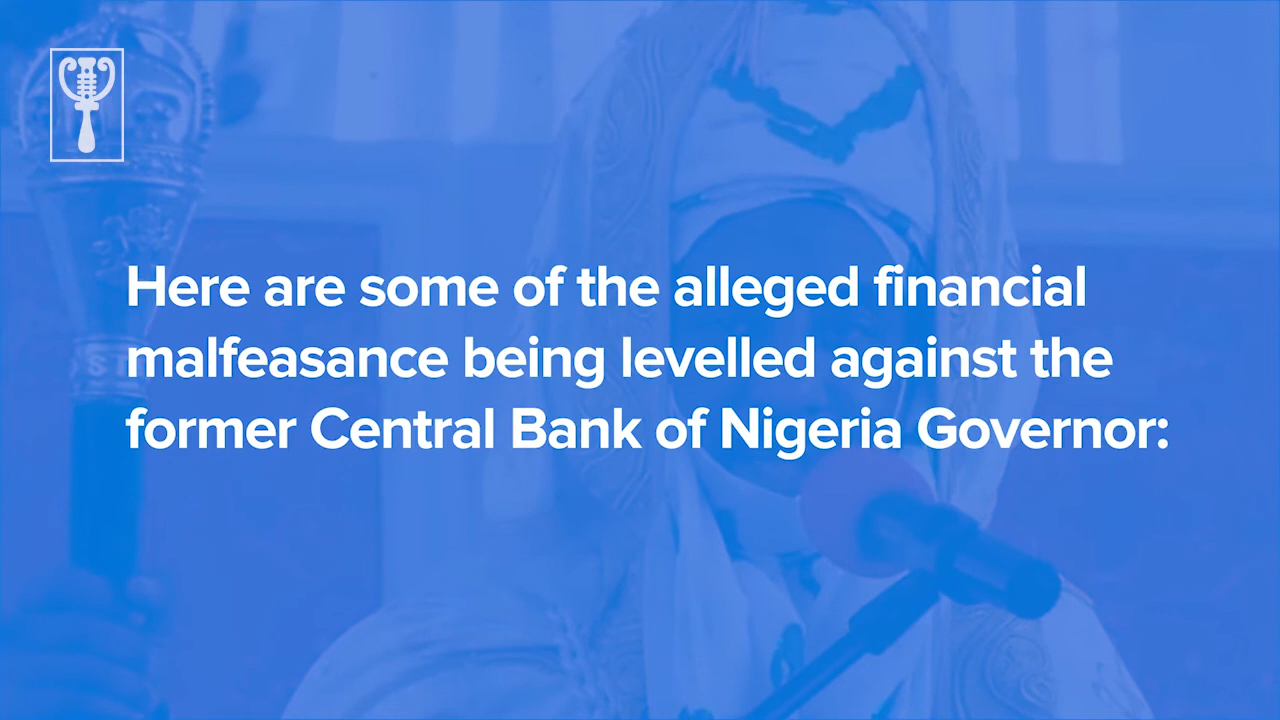 Here are some of the alleged financial
malfeasance being levelled against the
former Central Bank of Nigeria Governor: